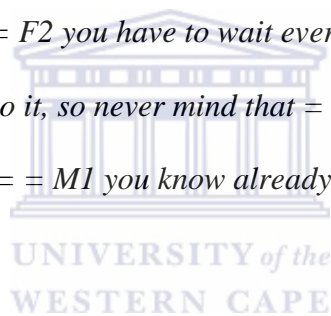 = F2 you have to wait ever
o it, so never mind that =
= = M1 you know already
UNIVERSITY of the
WESTERN CAPE